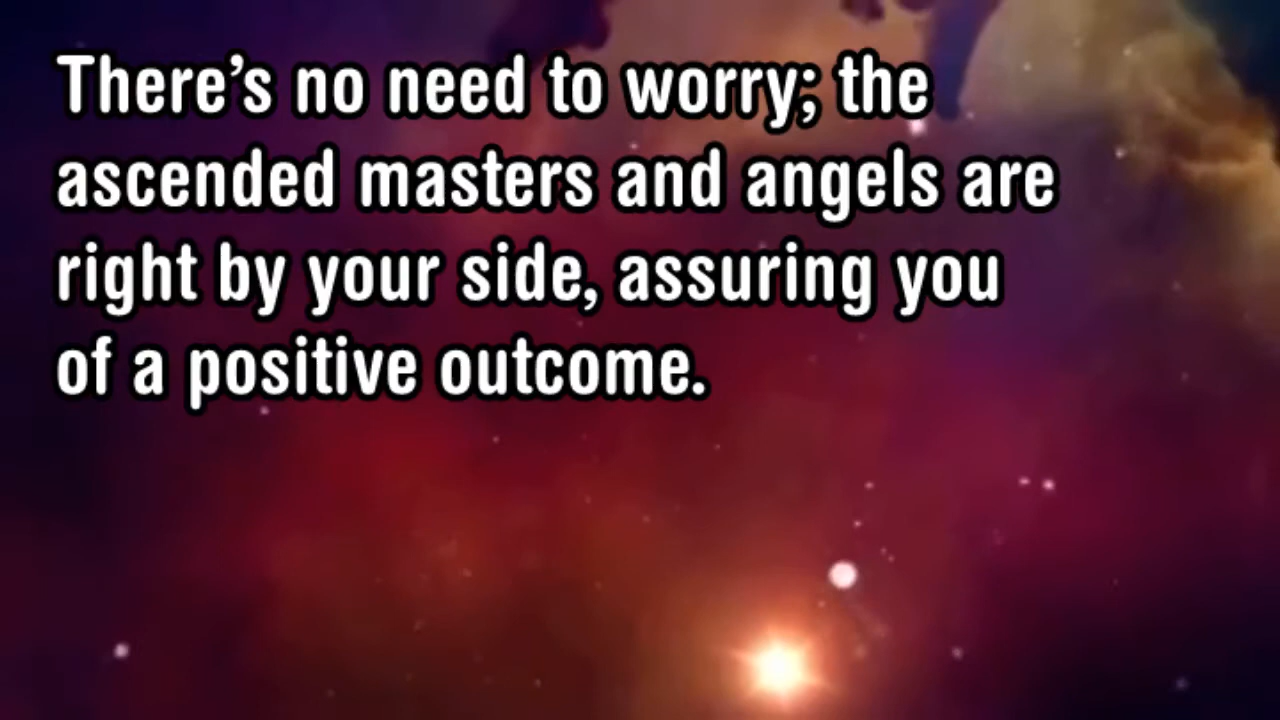 There’s no need to worry; the
ascended masters and angels are
right by your side, assuring you
of a positive outcome.